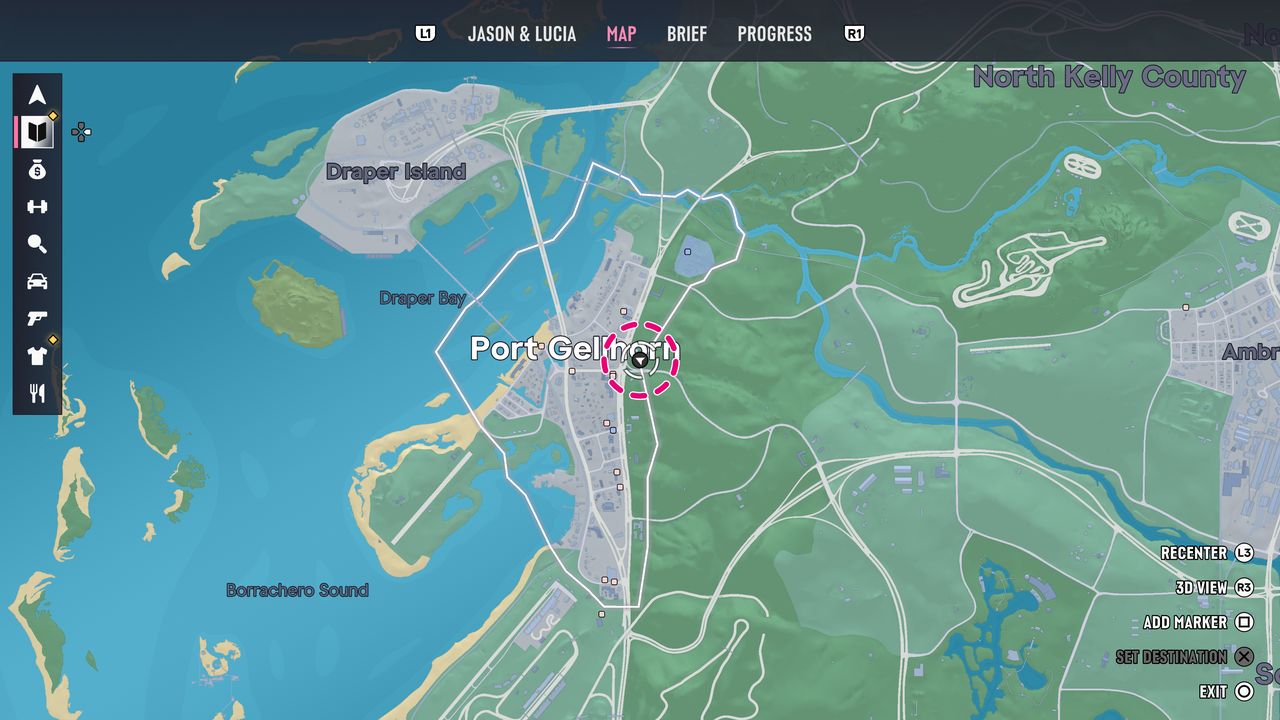 L1
JASON & LUCIA
MAP
BRIEF
PROGRESS
R1
North Kelly County
Draper Island
Draper Bay
Port Gellhorn
Borrachero Sound
RECENTER L3
3D VIEW R3
ADD MARKER
SET DESTINATION
EXIT